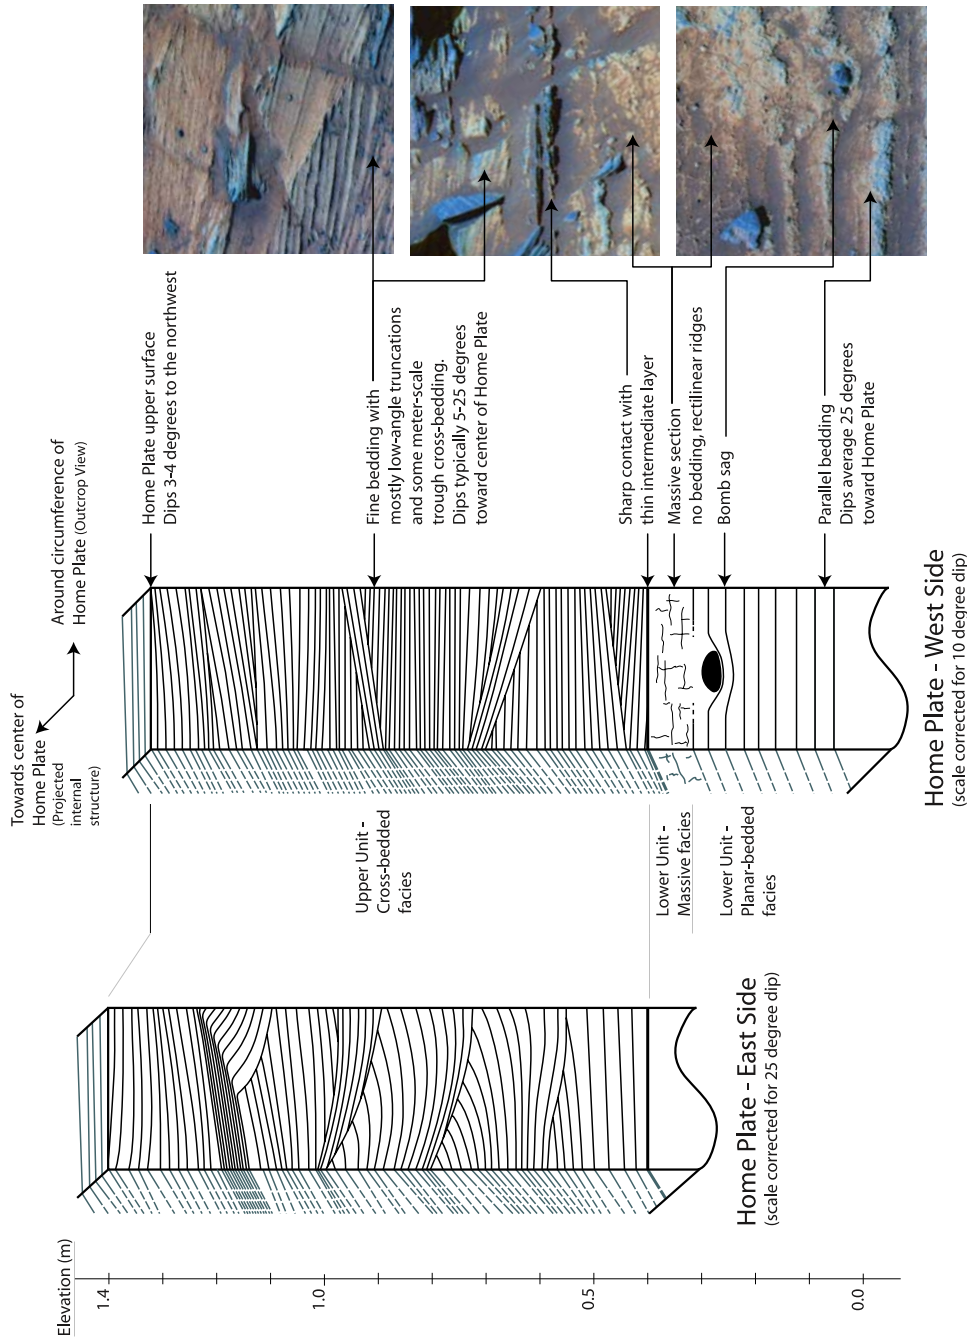 Elevation (m)
1.4
1.0
0.5
0.0
Home Plate - East Side
(scale corrected for 25 degree dip)
Upper Unit -
Cross-bedded
facies
Lower Unit -
Massive facies
Lower Unit -
Planar-bedded
facies
Towards center of
Home Plate
(Projected
internal
structure)
Around circumference of
Home Plate (Outcrop View)
Home Plate - West Side
(scale corrected for 10 degree dip)
Home Plate upper surface
Dips 3-4 degrees to the northwest
Fine bedding with
mostly low-angle truncations
and some meter-scale
trough cross-bedding.
Dips typically 5-25 degrees
toward center of Home Plate
Sharp contact with
thin intermediate layer
Massive section
no bedding, rectilinear ridges
Bomb sag
Parallel bedding
Dips average 25 degrees
toward Home Plate